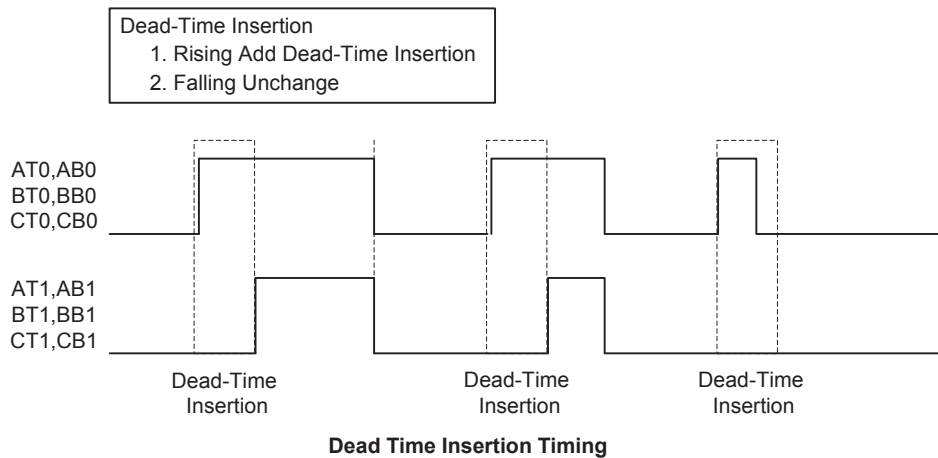 Dead-Time Insertion
1. Rising Add Dead-Time Insertion
2. Falling Unchange
AT0,AB0
BT0,BB0
CT0,CB0
AT1,AB1
BT1,BB1
CT1,CB1
Dead-Time
Insertion
Dead-Time
Insertion
Dead-Time
Insertion
Dead Time Insertion Timing